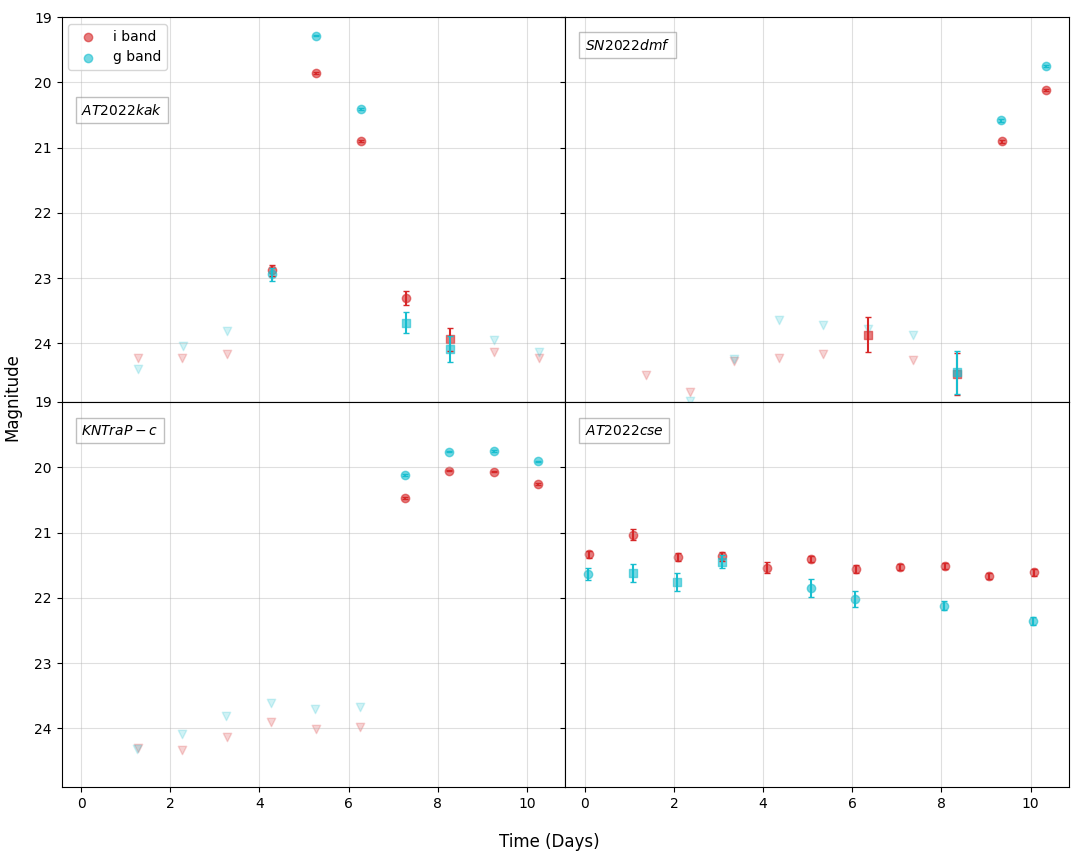 19
20
21
22
23
24
i band
g band
AT2022kak
SN2022dmf
19
20
21
22
23
24
KNTraP-c
AT2022cse
0 2 4 6 8 10
0 2 4 6 8 10
Magnitude
Time (Days)